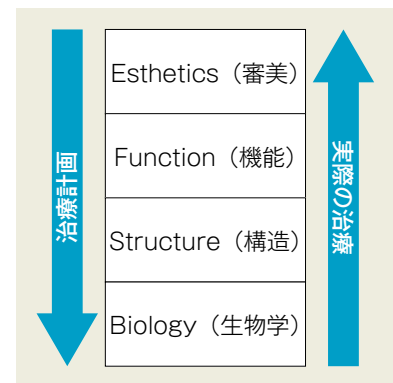 治療計画
Esthetics（審美）
Function（機能）
Structure（構造）
Biology（生物学）
実際の治療